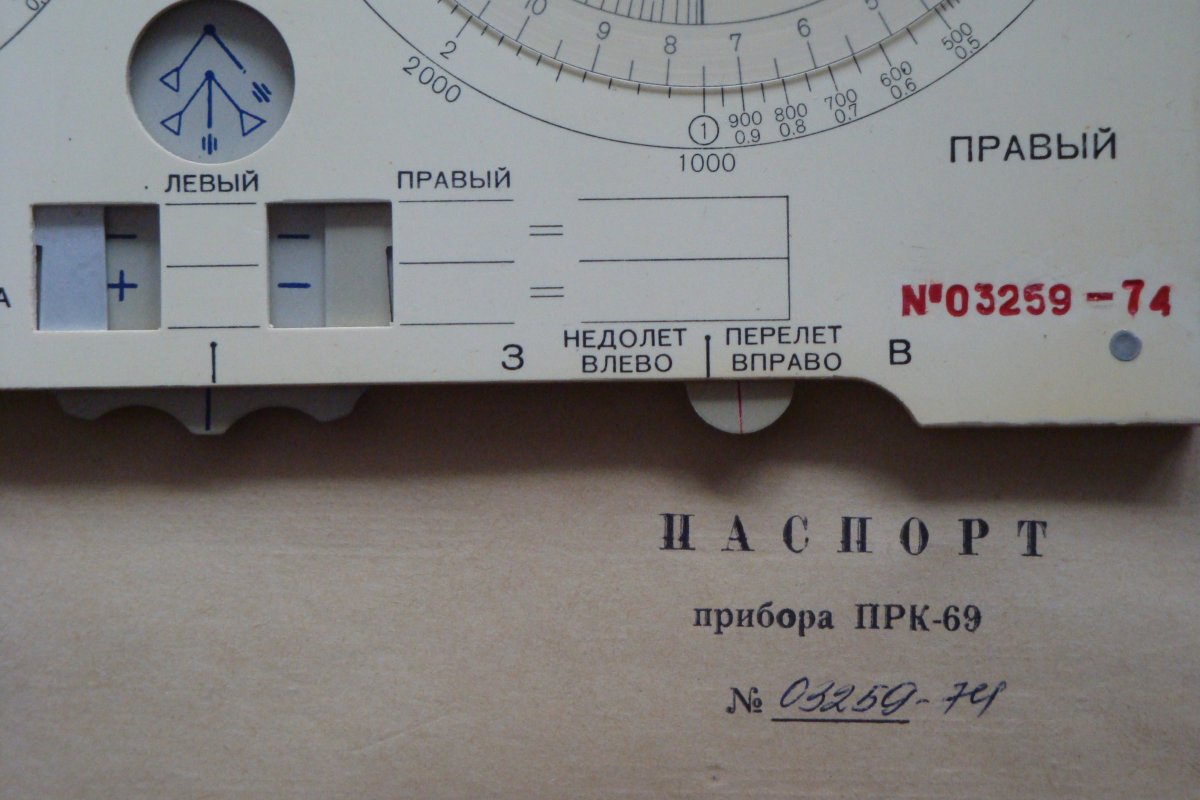 10 9 8 7 6 5
2
2000
500
0.5
600
0.6
700
0.7
800
0.8
900
0.9
1
1000
ПРАВЫЙ
ЛЕВЫЙ
ПРАВЫЙ
− −
+ −
=
=
А
№03259-74
З
НЕДОЛЕТ
ВЛЕВО
ПЕРЕЛЕТ
ВПРАВО
В
ПАСПОРТ
прибора ПРК-69
№ 03259-74